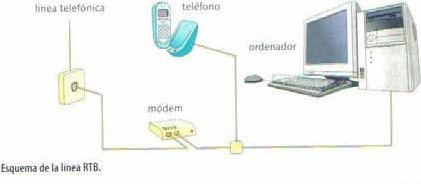 línea telefónica
teléfono
ordenador
módem
Esquema de la línea RTB.